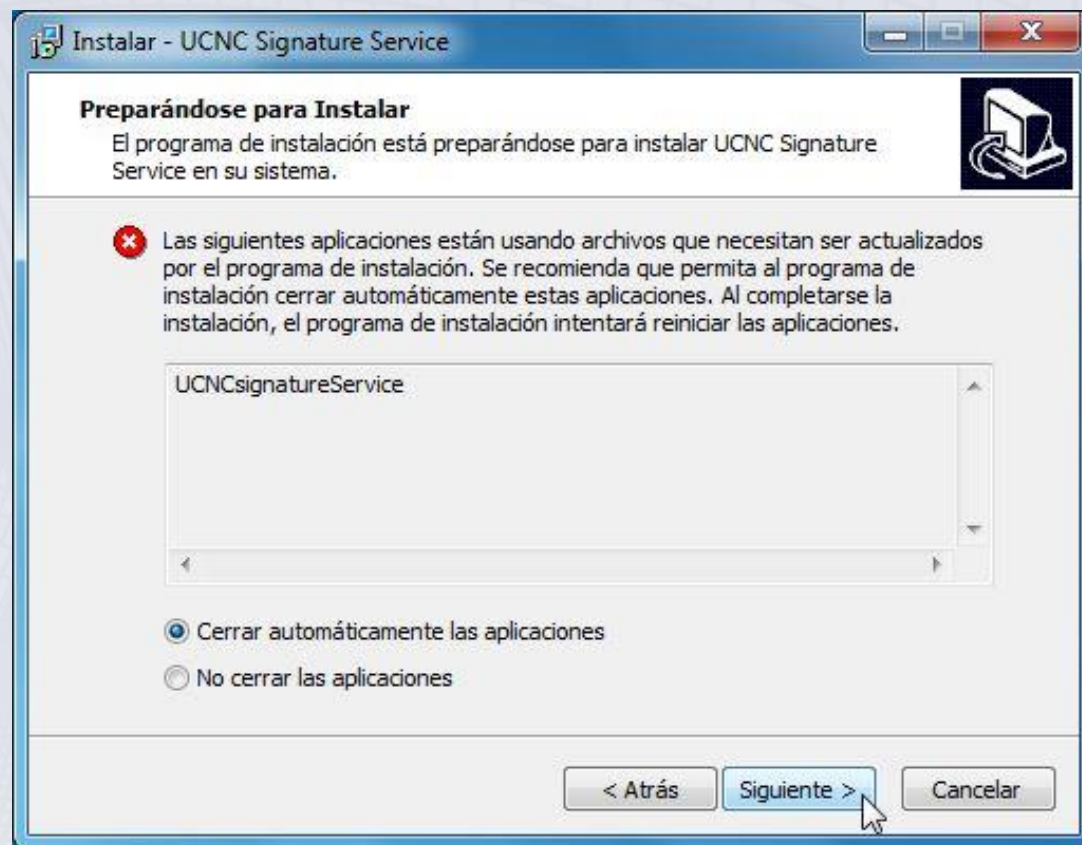 Instalar - UCNC Signature Service
Preparándose para Instalar
El programa de instalación está preparándose para instalar UCNC Signature
Service en su sistema.
Las siguientes aplicaciones están usando archivos que necesitan ser actualizados
por el programa de instalación. Se recomienda que permita al programa de
instalación cerrar automáticamente estas aplicaciones. Al completarse la
instalación, el programa de instalación intentará reiniciar las aplicaciones.
UCNCsignatureService
Cerrar automáticamente las aplicaciones
No cerrar las aplicaciones
< Atrás
Siguiente >
Cancelar